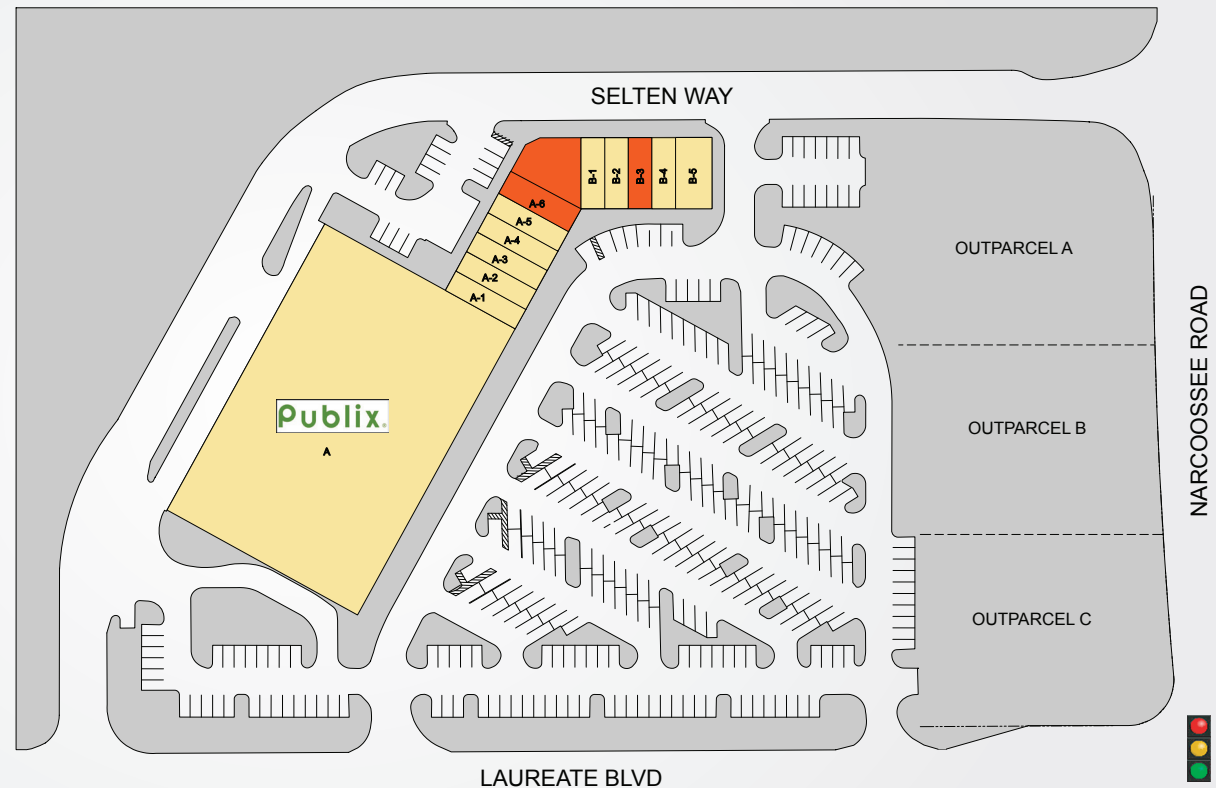 SELTEN WAY
B-1
B-2
B-3
B-4
B-5
A-6
A-5
A-4
A-3
A-2
A-1
OUTPARCEL A
NARCOOSSEE ROAD
Publix.
A
OUTPARCEL B
OUTPARCEL C
LAUREATE BLVD